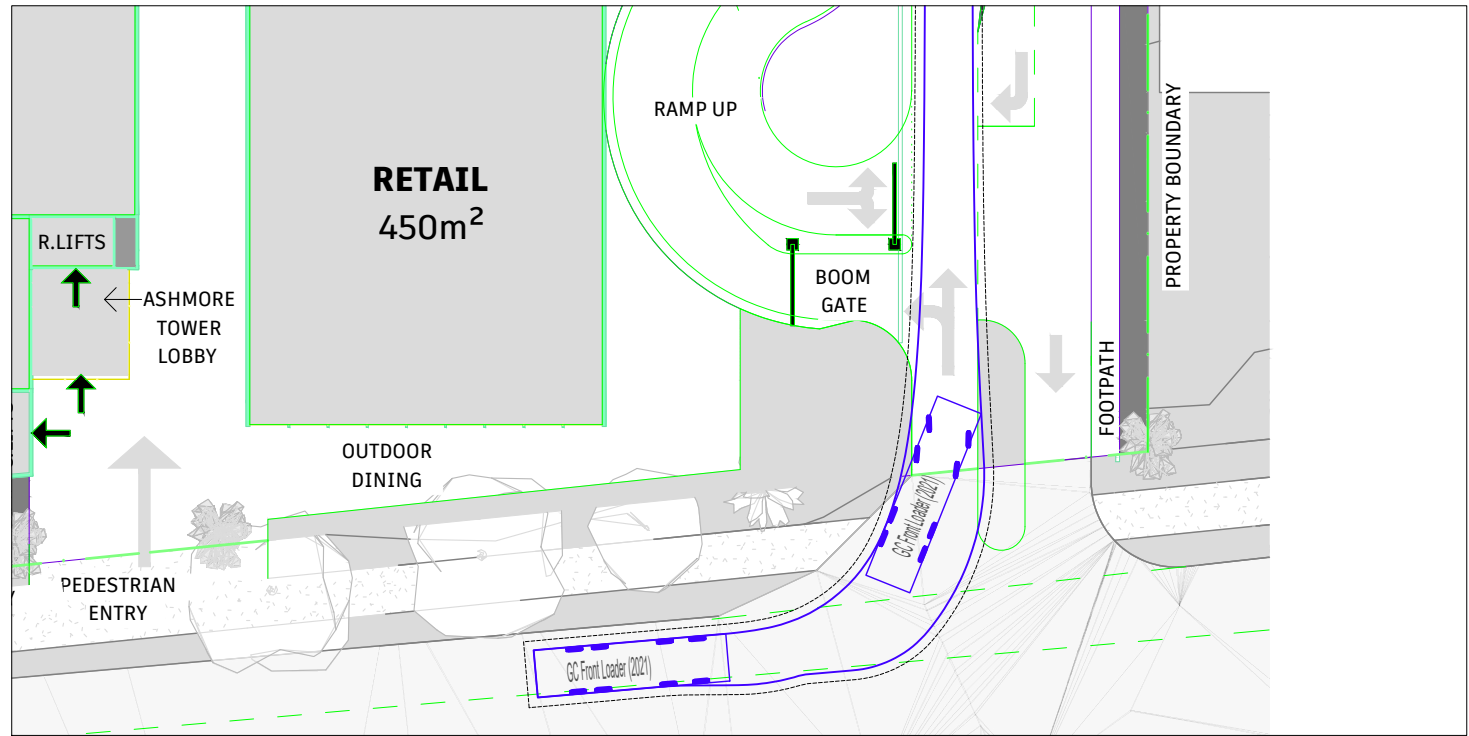 RAMP UP
PROPERTY BOUNDARY
RETAIL
450m²
R.LIFTS
ASHMORE
TOWER
LOBBY
BOOM
GATE
FOOTPATH
OUTDOOR
DINING
GC Front Loader (2021)
PEDESTRIAN
ENTRY
GC Front Loader (2021)